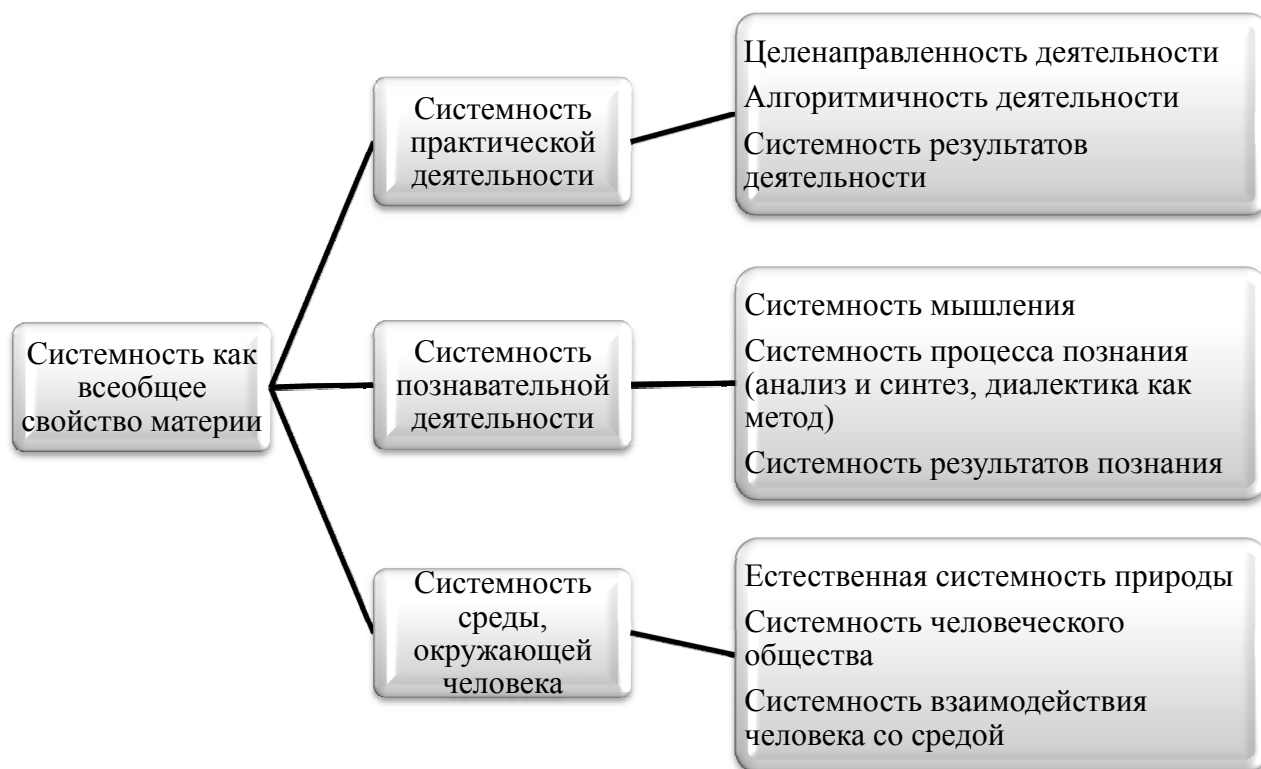 Системность как
всеобщее
свойство материи
Системность
практической
деятельности
Целенаправленность деятельности
Алгоритмичность деятельности
Системность результатов
деятельности
Системность
познавательной
деятельности
Системность мышления
Системность процесса познания
(анализ и синтез, диалектика как
метод)
Системность результатов познания
Системность
среды,
окружающей
человека
Естественная системность природы
Системность человеческого
общества
Системность взаимодействия
человека со средой